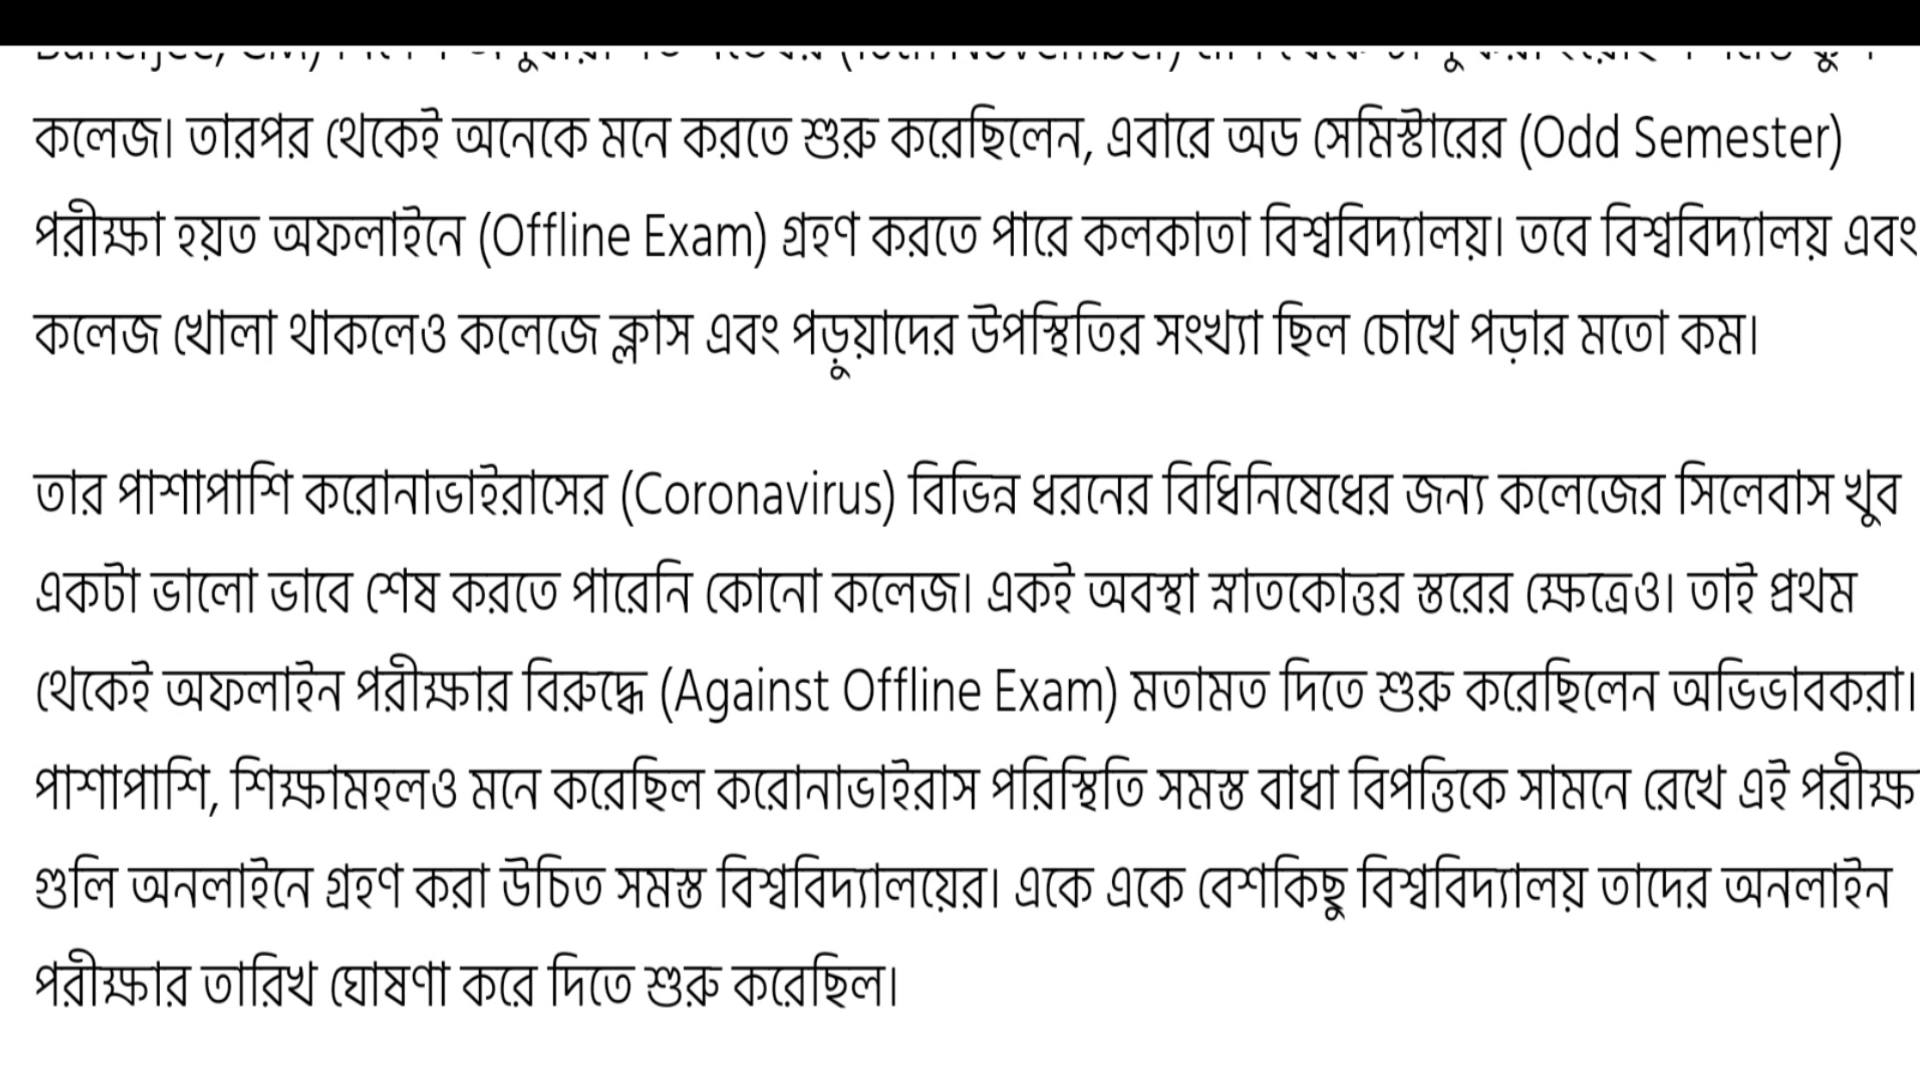 কলেজ। তারপর থেকেই অনেকে মনে করতে শুরু করেছিলেন, এবারে অড সেমিস্টারের (Odd Semester)
পরীক্ষা হয়ত অফলাইনে (Offline Exam) গ্রহণ করতে পারে কলকাতা বিশ্ববিদ্যালয়। তবে বিশ্ববিদ্যালয় এবং
কলেজ খোলা থাকলেও কলেজে ক্লাস এবং পড়ুয়াদের উপস্থিতির সংখ্যা ছিল চোখে পড়ার মতো কম।
তার পাশাপাশি করোনাভাইরাসের (Coronavirus) বিভিন্ন ধরনের বিধিনিষেধের জন্য কলেজের সিলেবাস খুব
একটা ভালো ভাবে শেষ করতে পারেনি কোনো কলেজ। একই অবস্থা স্নাতকোত্তর স্তরের ক্ষেত্রেও। তাই প্রথম
থেকেই অফলাইন পরীক্ষার বিরুদ্ধে (Against Offline Exam) মতামত দিতে শুরু করেছিলেন অভিভাবকরা।
পাশাপাশি, শিক্ষামহলও মনে করেছিল করোনাভাইরাস পরিস্থিতি সমস্ত বাধা বিপত্তিকে সামনে রেখে এই পরীক্ষ
গুলি অনলাইনে গ্রহণ করা উচিত সমস্ত বিশ্ববিদ্যালয়ের। একে একে বেশকিছু বিশ্ববিদ্যালয় তাদের অনলাইন
পরীক্ষার তারিখ ঘোষণা করে দিতে শুরু করেছিল।